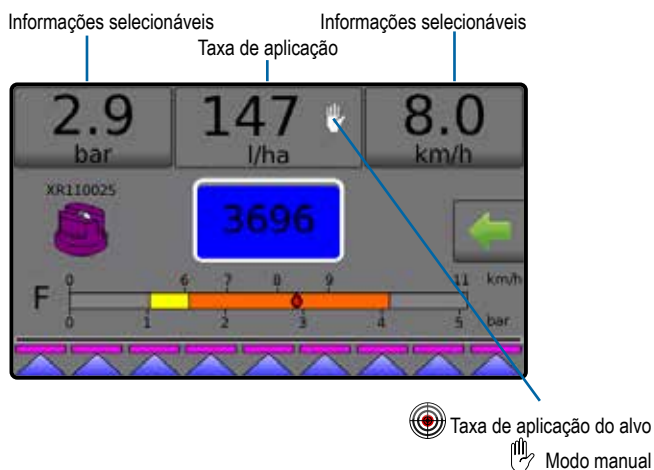 Informações selecionáveis Informações selecionáveis
Taxa de aplicação
2.9 147 8.0
bar l/ha km/h
XR110025
3696
F
0 6 7 8 9 11 km/h
0 1 2 3 4 5 bar
Taxa de aplicação do alvo
Modo manual